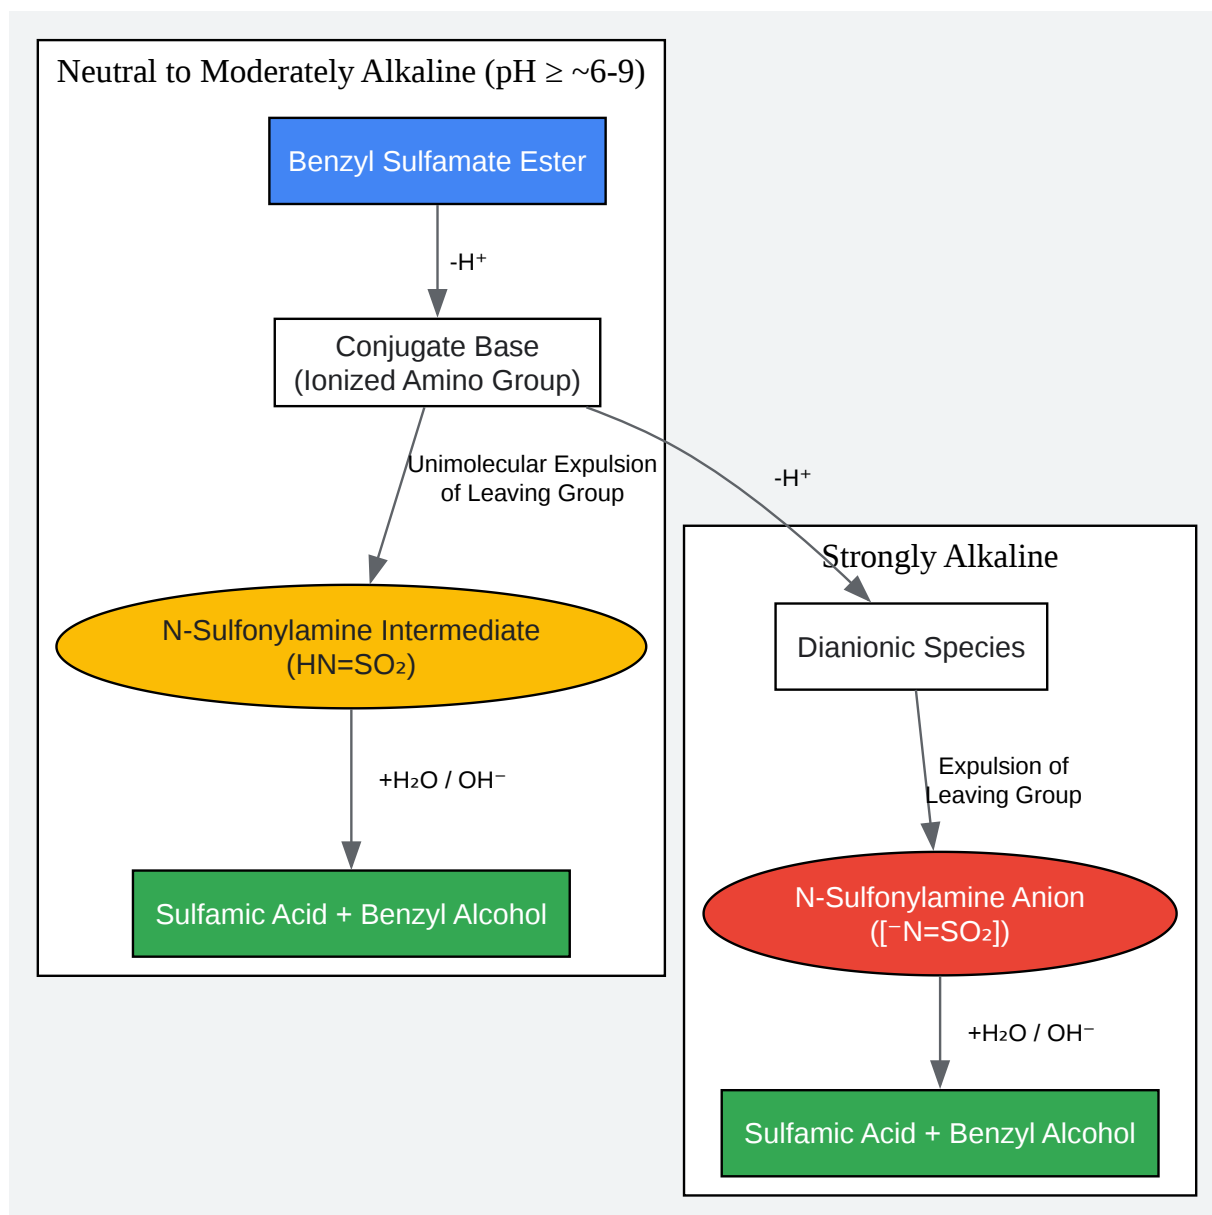 Neutral to Moderately Alkaline (pH ≥ ~6-9)
Benzyl Sulfamate Ester
-H⁺
Conjugate Base
(Ionized Amino Group)
Unimolecular Expulsion
of Leaving Group
-H⁺
N-Sulfonylamine Intermediate
(HN=SO₂)
+H₂O / OH⁻
Sulfamic Acid + Benzyl Alcohol
Strongly Alkaline
Dianionic Species
Expulsion of
Leaving Group
N-Sulfonylamine Anion
([⁻N=SO₂])
+H₂O / OH⁻
Sulfamic Acid + Benzyl Alcohol